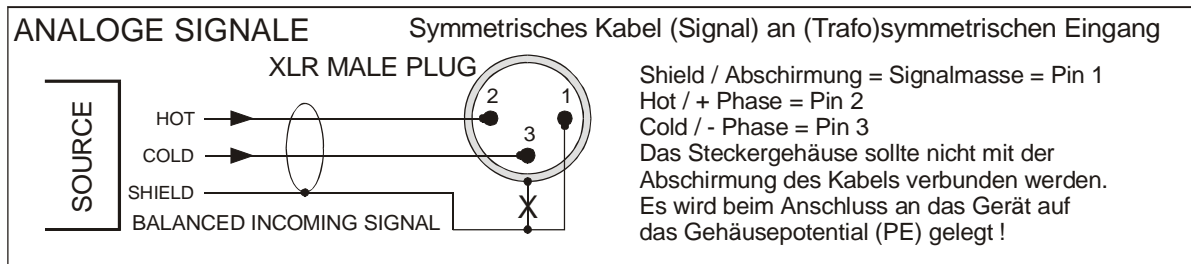 ANALOGE SIGNALE
Symmetrisches Kabel (Signal) an (Trafo)symmetrischen Eingang
XLR MALE PLUG
SOURCE
HOT
COLD
SHIELD
BALANCED INCOMING SIGNAL
2
1
3
X
Shield / Abschirmung = Signalmasse = Pin 1
Hot / + Phase = Pin 2
Cold / - Phase = Pin 3
Das Steckergehäuse sollte nicht mit der
Abschirmung des Kabels verbunden werden.
Es wird beim Anschluss an das Gerät auf
das Gehäusepotential (PE) gelegt !